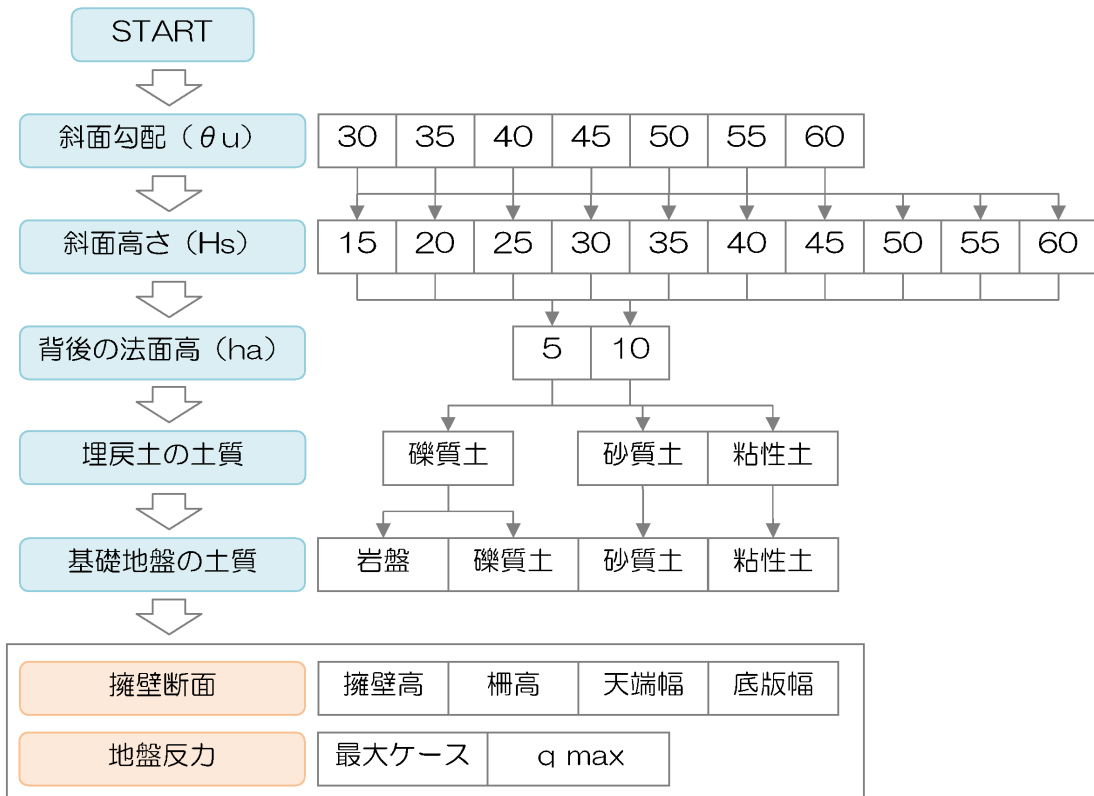 START
斜面勾配（θu） 30 35 40 45 50 55 60
斜面高さ（Hs） 15 20 25 30 35 40 45 50 55 60
背後の法面高（ha） 5 10
埋戻土の土質 礫質土 砂質土 粘性土
基礎地盤の土質 岩盤 礫質土 砂質土 粘性土
擁壁断面 擁壁高 柵高 天端幅 底版幅
地盤反力 最大ケース q max